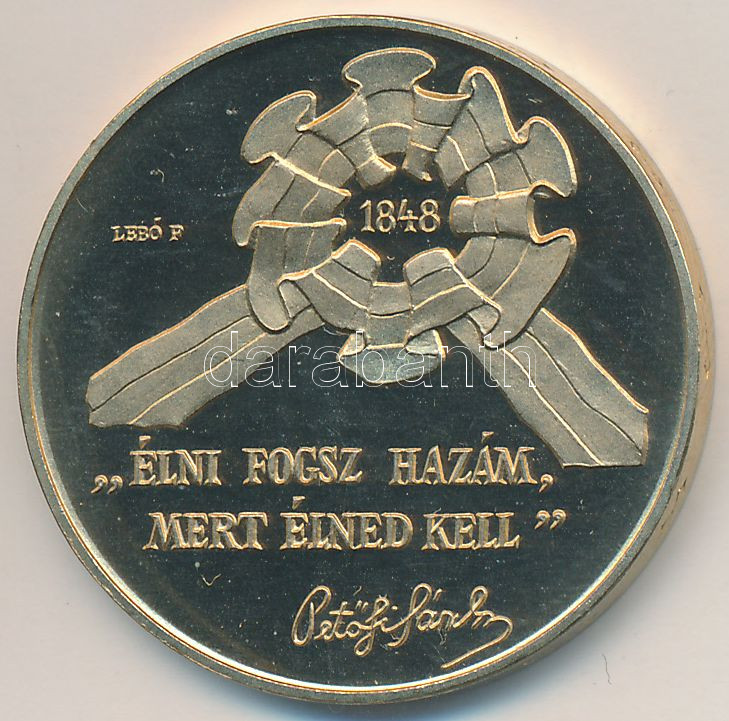 1848
LEBÓ F
darabanth
„ÉLNI FOGSZ HAZÁM,
MERT ÉLNED KELL”
Petőfi Sándor